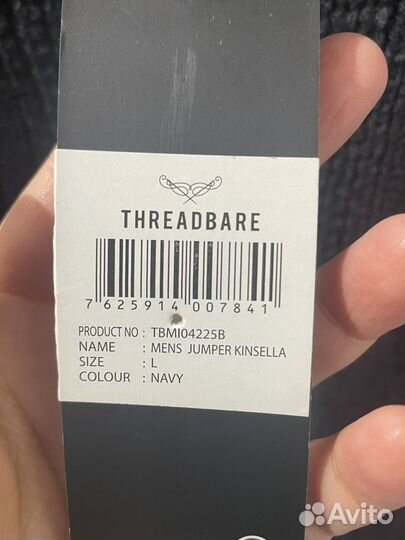 THREADBARE
7 625914 007841
PRODUCT NO : TBMI04225B
NAME : MENS JUMPER KINSELLA
SIZE : L
COLOUR : NAVY
Avito